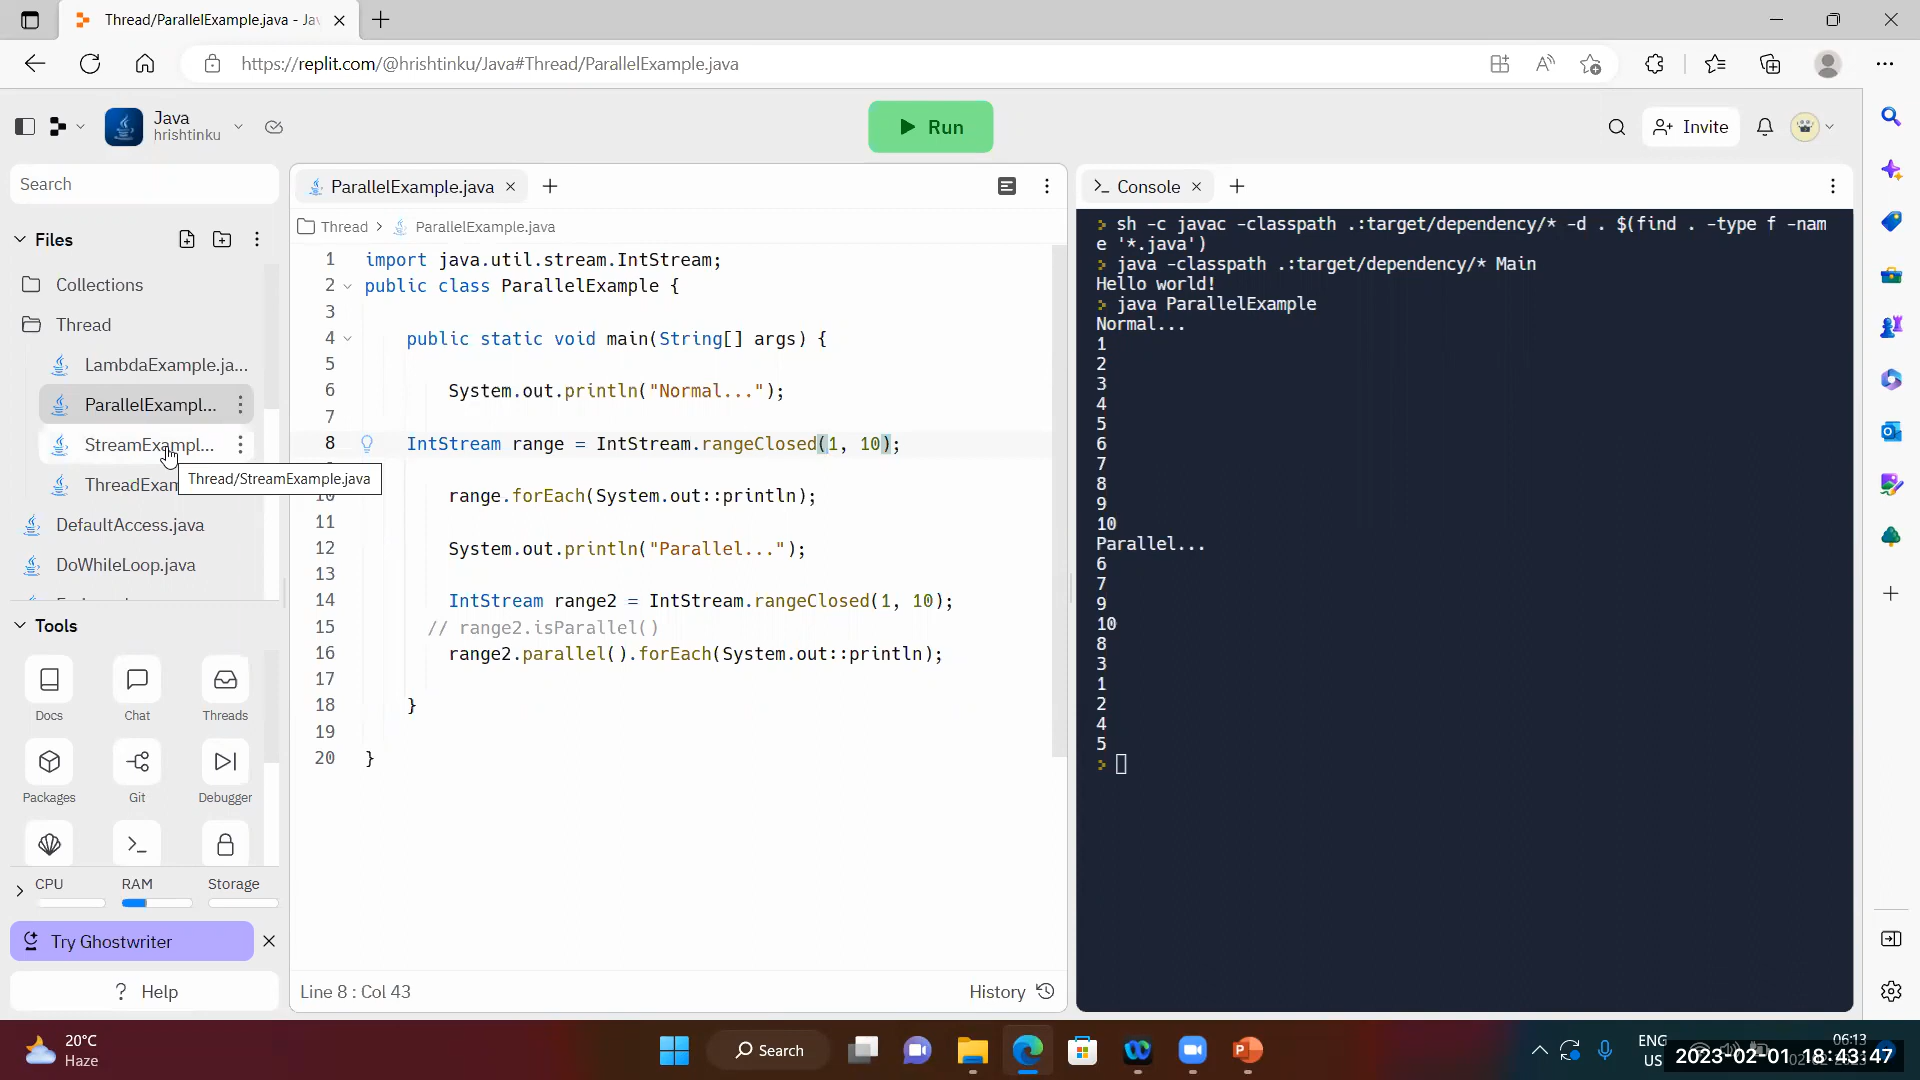 Thread/ParallelExample.java - Jav
https://replit.com/@hrishtinku/Java#Thread/ParallelExample.java
Java
hrishtinku
Run
Invite
Search
Files
Collections
Thread
LambdaExample.ja...
ParallelExampl...
StreamExampl...
Thread/StreamExample.java
ThreadExam
DefaultAccess.java
DoWhileLoop.java
Tools
Docs
Chat
Threads
Packages
Git
Debugger
CPU
RAM
Storage
Try Ghostwriter
? Help
ParallelExample.java
Thread > ParallelExample.java
1 import java.util.stream.IntStream;
2 public class ParallelExample {
3
4 public static void main(String[] args) {
5
6 System.out.println("Normal...");
7
8 IntStream range = IntStream.rangeClosed(1, 10);
10 range.forEach(System.out::println);
11
12 System.out.println("Parallel...");
13
14 IntStream range2 = IntStream.rangeClosed(1, 10);
15 // range2.isParallel()
16 range2.parallel().forEach(System.out::println);
17
18 }
19
20 }
Line 8 : Col 43
History
Console
> sh -c javac -classpath .:target/dependency/* -d . $(find . -type f -nam
e '*.java')
> java -classpath .:target/dependency/* Main
Hello world!
> java ParallelExample
Normal...
1
2
3
4
5
6
7
8
9
10
Parallel...
6
7
9
10
8
3
1
2
4
5
>
20°C
Haze
Search
ENG
US
06:13
2023-02-01 18:43:47